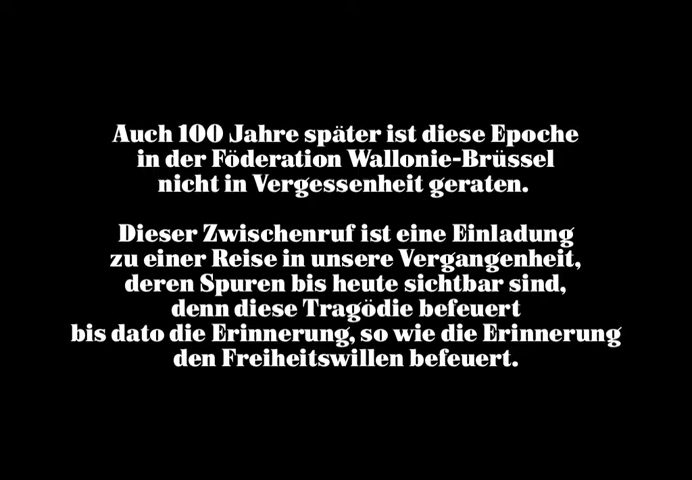 Auch 100 Jahre später ist diese Epoche
in der Föderation Wallonie-Brüssel
nicht in Vergessenheit geraten.
Dieser Zwischenruf ist eine Einladung
zu einer Reise in unsere Vergangenheit,
deren Spuren bis heute sichtbar sind,
denn diese Tragödie befeuert
bis dato die Erinnerung, so wie die Erinnerung
den Freiheitswillen befeuert.